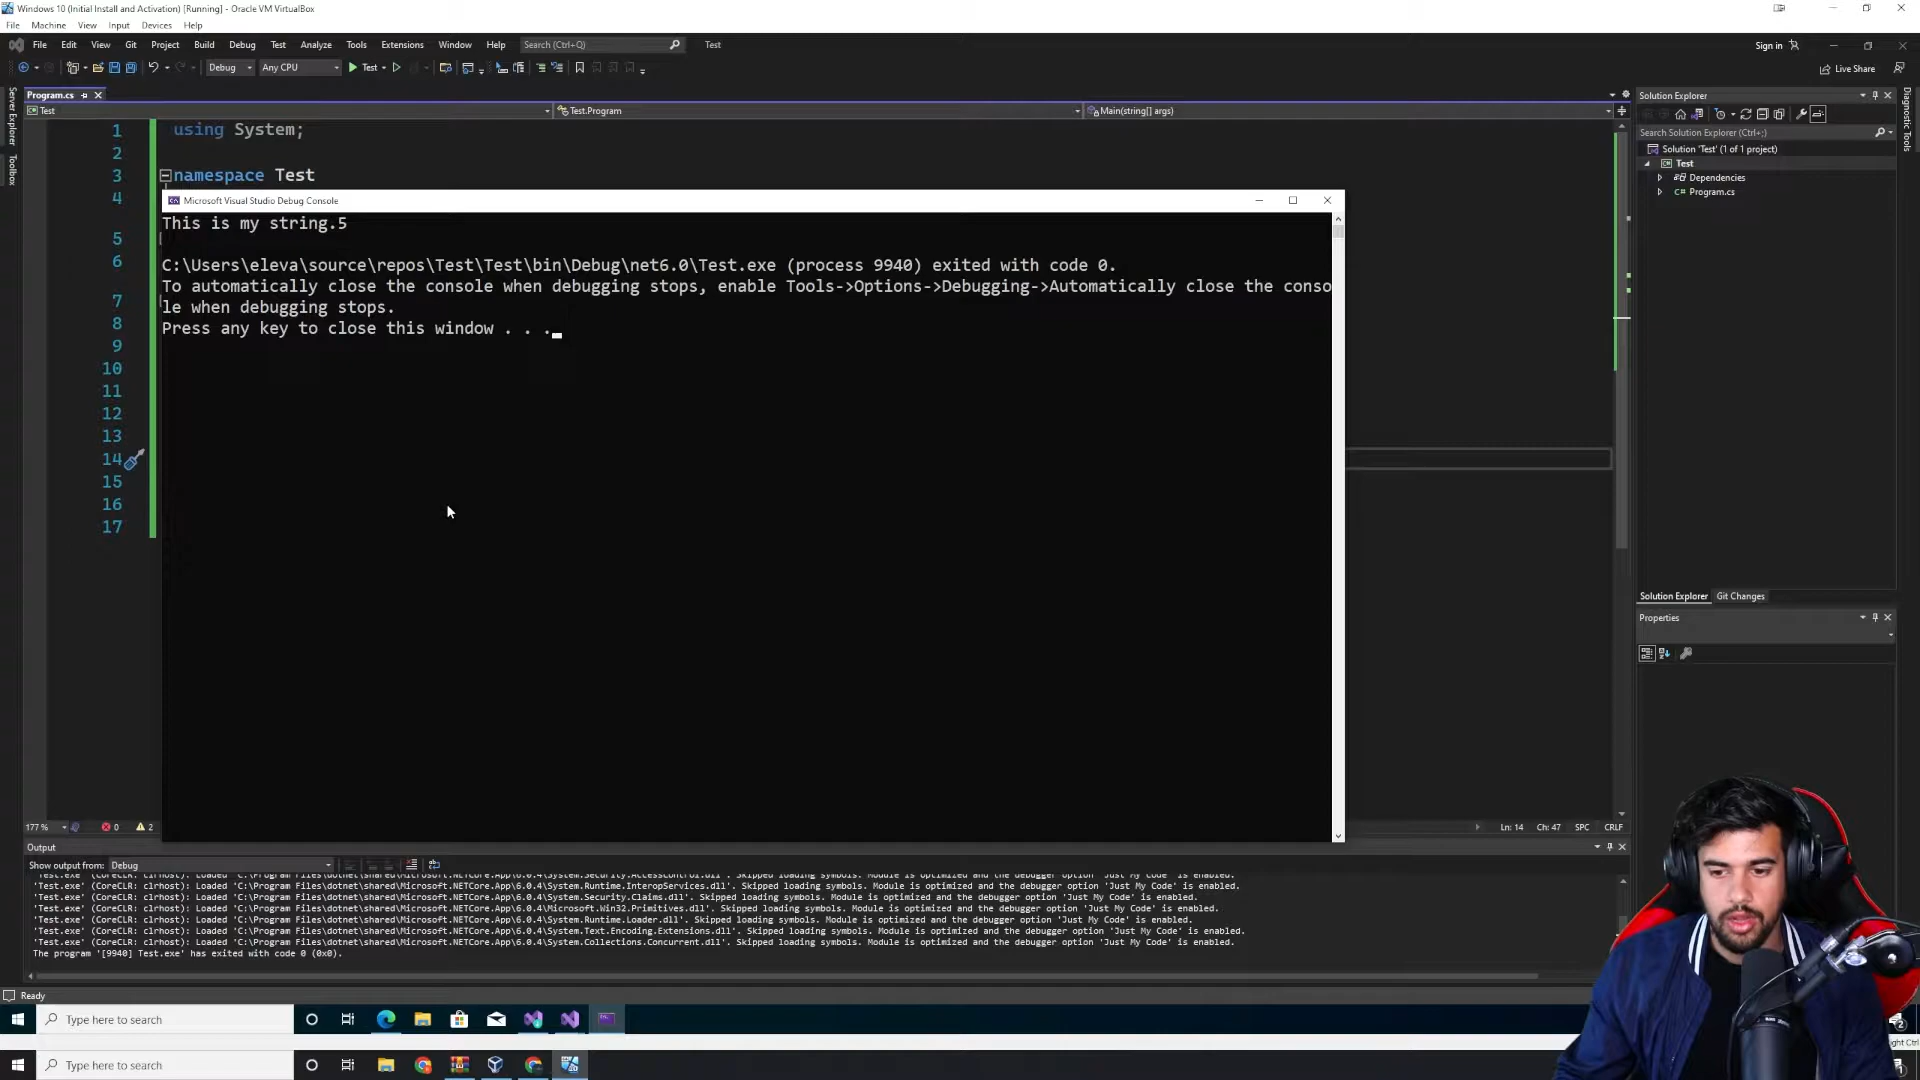 Windows 10 (Initial Install and Activation) [Running] - Oracle VM VirtualBox
File Machine View Input Devices Help
File Edit View Git Project Build Debug Test Analyze Tools Extensions Window Help Search (Ctrl+Q) Test Sign in
Debug Any CPU Test Live Share
Server Explorer
Toolbox
Diagnostic Tools
Program.cs
Test Test.Program Main(string[] args)
1 using System;
2
3 namespace Test
4
5
6
7
8
9
10
11
12
13
14
15
16
17
Microsoft Visual Studio Debug Console
This is my string.5
C:\Users\eleva\source\repos\Test\Test\bin\Debug\net6.0\Test.exe (process 9940) exited with code 0.
To automatically close the console when debugging stops, enable Tools->Options->Debugging->Automatically close the conso
le when debugging stops.
Press any key to close this window . . .
Solution Explorer
Search Solution Explorer (Ctrl+;)
Solution 'Test' (1 of 1 project)
Test
Dependencies
C# Program.cs
Solution Explorer Git Changes
Properties
177 % 0 2 Ln: 14 Ch: 47 SPC CRLF
Output
Show output from: Debug
'Test.exe' (CoreCLR: clrhost): Loaded 'C:\Program Files\dotnet\shared\Microsoft.NETCore.App\6.0.4\System.Security.AccessControl.dll'. Skipped loading symbols. Module is optimized and the debugger option 'Just My Code' is enabled.
'Test.exe' (CoreCLR: clrhost): Loaded 'C:\Program Files\dotnet\shared\Microsoft.NETCore.App\6.0.4\System.Runtime.InteropServices.dll'. Skipped loading symbols. Module is optimized and the debugger option 'Just My Code' is enabled.
'Test.exe' (CoreCLR: clrhost): Loaded 'C:\Program Files\dotnet\shared\Microsoft.NETCore.App\6.0.4\System.Security.Claims.dll'. Skipped loading symbols. Module is optimized and the debugger option 'Just My Code' is enabled.
'Test.exe' (CoreCLR: clrhost): Loaded 'C:\Program Files\dotnet\shared\Microsoft.NETCore.App\6.0.4\Microsoft.Win32.Primitives.dll'. Skipped loading symbols. Module is optimized and the debugger option 'Just My Code' is enabled.
'Test.exe' (CoreCLR: clrhost): Loaded 'C:\Program Files\dotnet\shared\Microsoft.NETCore.App\6.0.4\System.Runtime.Loader.dll'. Skipped loading symbols. Module is optimized and the debugger option 'Just My Code' is enabled.
'Test.exe' (CoreCLR: clrhost): Loaded 'C:\Program Files\dotnet\shared\Microsoft.NETCore.App\6.0.4\System.Text.Encoding.Extensions.dll'. Skipped loading symbols. Module is optimized and the debugger option 'Just My Code' is enabled.
'Test.exe' (CoreCLR: clrhost): Loaded 'C:\Program Files\dotnet\shared\Microsoft.NETCore.App\6.0.4\System.Collections.Concurrent.dll'. Skipped loading symbols. Module is optimized and the debugger option 'Just My Code' is enabled.
The program '[9940] Test.exe' has exited with code 0 (0x0).
Ready
Type here to search
2
ight Ctrl
Type here to search